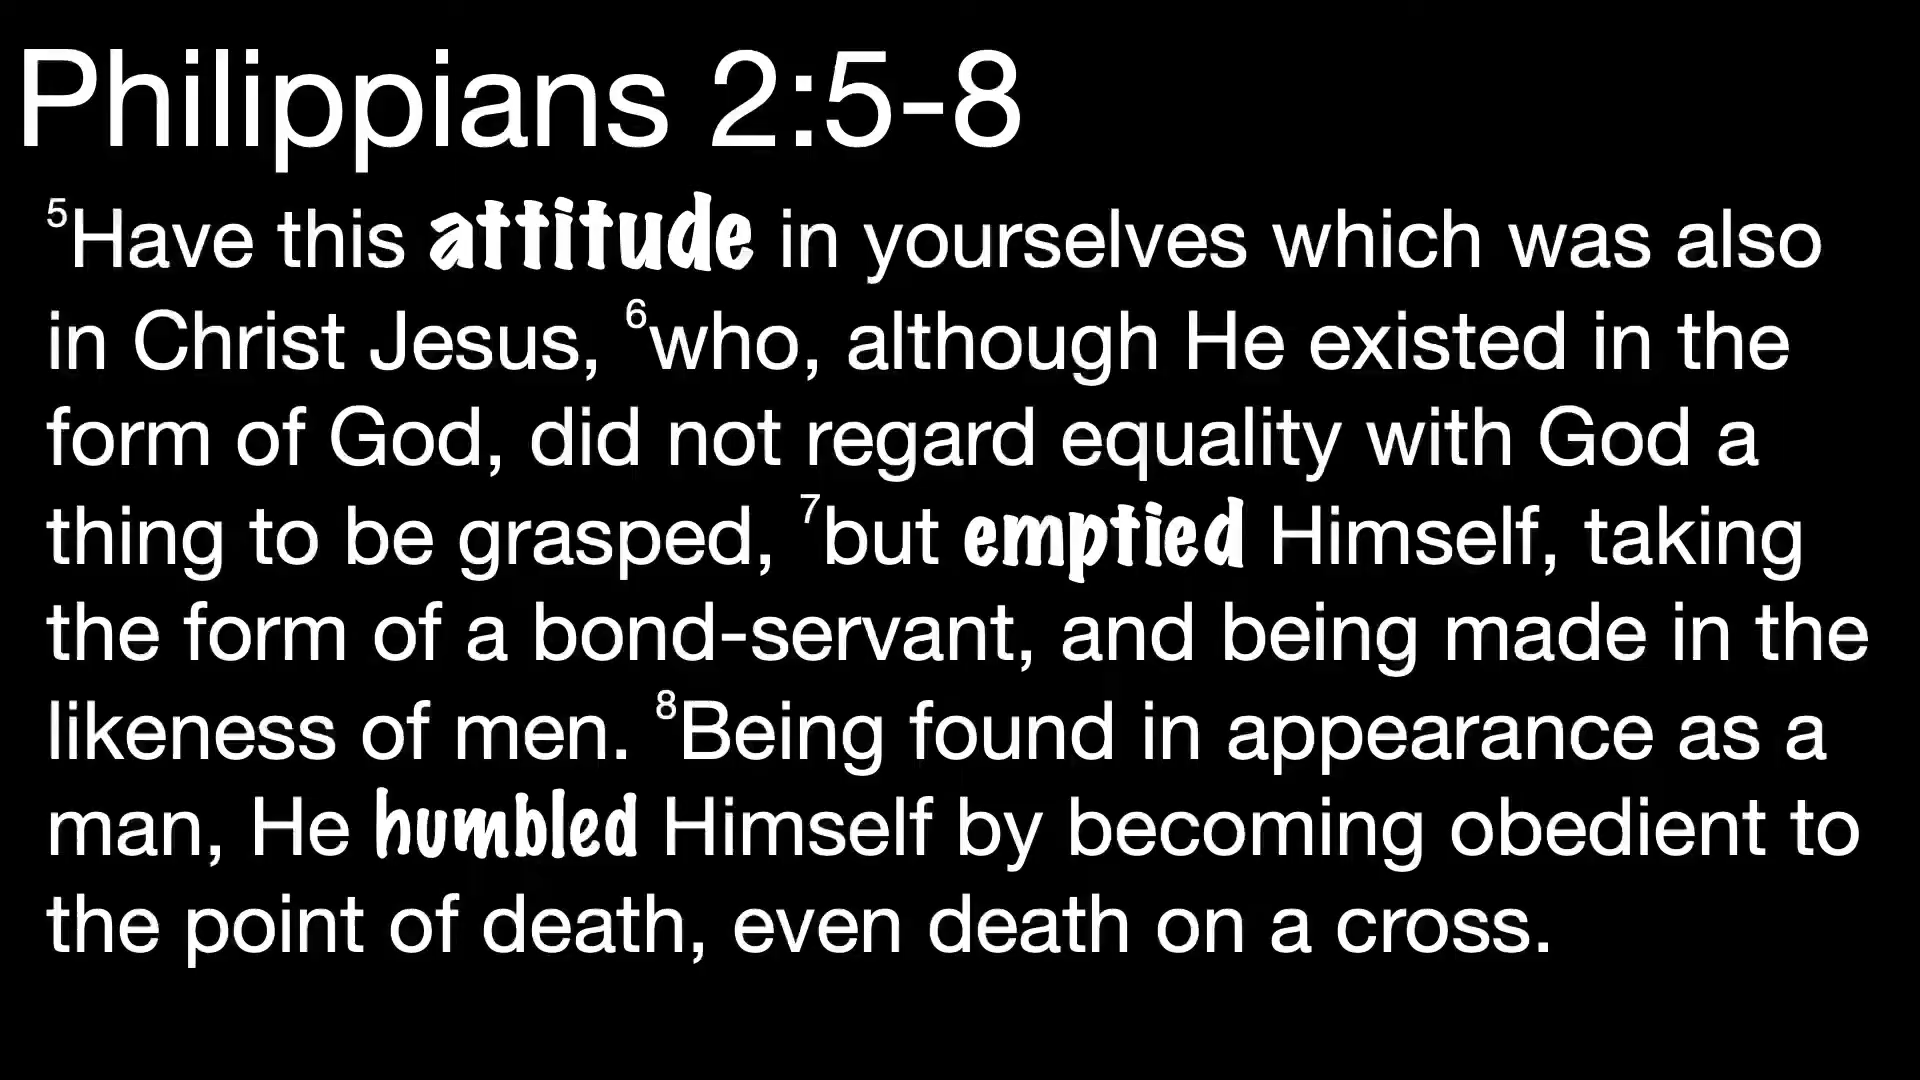 Philippians 2:5-8
⁵Have this attitude in yourselves which was also
in Christ Jesus, ⁶who, although He existed in the
form of God, did not regard equality with God a
thing to be grasped, ⁷but emptied Himself, taking
the form of a bond-servant, and being made in the
likeness of men. ⁸Being found in appearance as a
man, He humbled Himself by becoming obedient to
the point of death, even death on a cross.